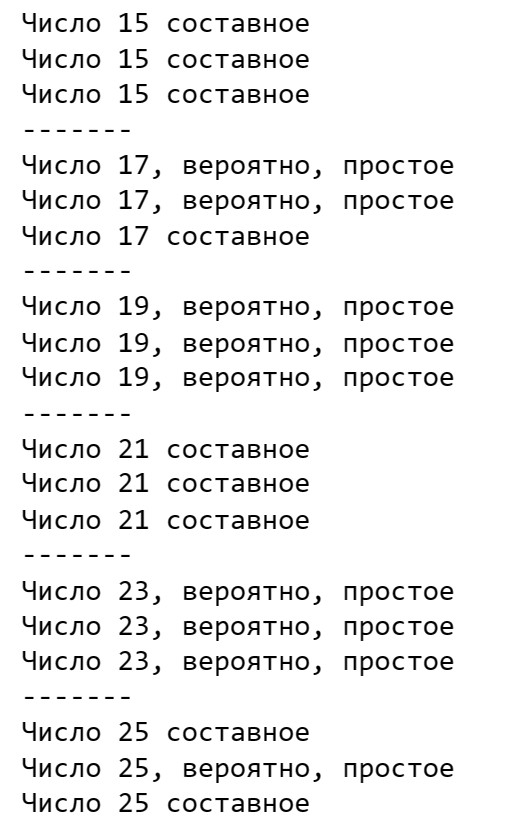 Число 15 составное
Число 15 составное
Число 15 составное
-------
Число 17, вероятно, простое
Число 17, вероятно, простое
Число 17 составное
-------
Число 19, вероятно, простое
Число 19, вероятно, простое
Число 19, вероятно, простое
-------
Число 21 составное
Число 21 составное
Число 21 составное
-------
Число 23, вероятно, простое
Число 23, вероятно, простое
Число 23, вероятно, простое
-------
Число 25 составное
Число 25, вероятно, простое
Число 25 составное